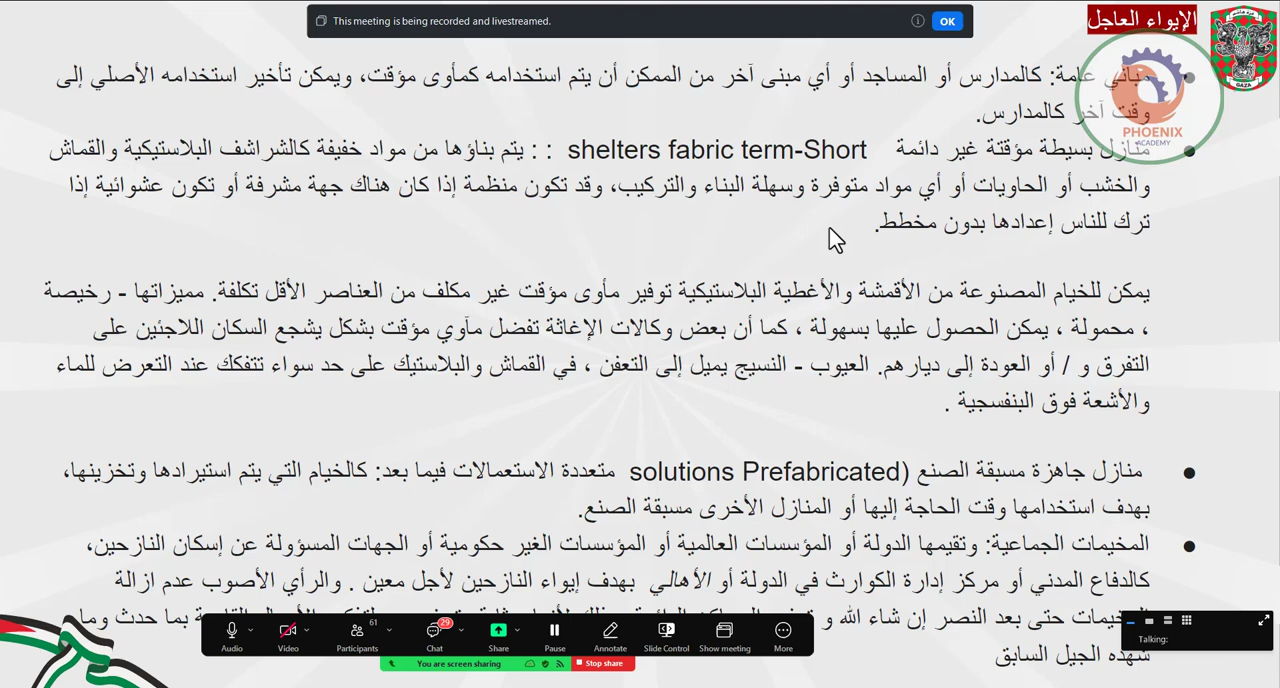 This meeting is being recorded and livestreamed.
OK
الإيواء العاجل
GAZA
PHOENIX
ACADEMY
مباني عامة: كالمدارس أو المساجد أو أي مبنى آخر من الممكن أن يتم استخدامه كمأوى مؤقت، ويمكن تأخير استخدامه الأصلي إلى
وقت آخر كالمدارس.
منازل بسيطة مؤقتة غير دائمة shelters fabric term-Short : : يتم بناؤها من مواد خفيفة كالشراشف البلاستيكية والقماش
والخشب أو الحاويات أو أي مواد متوفرة وسهلة البناء والتركيب، وقد تكون منظمة إذا كان هناك جهة مشرفة أو تكون عشوائية إذا
ترك للناس إعدادها بدون مخطط.
يمكن للخيام المصنوعة من الأقمشة والأغطية البلاستيكية توفير مأوى مؤقت غير مكلف من العناصر الأقل تكلفة. مميزاتها - رخيصة
، محمولة ، يمكن الحصول عليها بسهولة ، كما أن بعض وكالات الإغاثة تفضل مآوي مؤقت بشكل يشجع السكان اللاجئين على
التفرق و / أو العودة إلى ديارهم. العيوب - النسيج يميل إلى التعفن ، في القماش والبلاستيك على حد سواء تتفكك عند التعرض للماء
والأشعة فوق البنفسجية .
منازل جاهزة مسبقة الصنع (solutions Prefabricated متعددة الاستعمالات فيما بعد: كالخيام التي يتم استيرادها وتخزينها،
بهدف استخدامها وقت الحاجة إليها أو المنازل الأخرى مسبقة الصنع.
المخيمات الجماعية: وتقيمها الدولة أو المؤسسات العالمية أو المؤسسات الغير حكومية أو الجهات المسؤولة عن إسكان النازحين،
كالدفاع المدني أو مركز إدارة الكوارث في الدولة أو الأهالي بهدف إيواء النازحين لأجل معين . والرأي الأصوب عدم ازالة
المخيمات حتى بعد النصر إن شاء الله و بما حدث وما
شهده الجيل السابق
Audio
Video
61
Participants
29
Chat
Share
Pause
Annotate
Slide Control
Show meeting
More
You are screen sharing
Stop share
Talking: